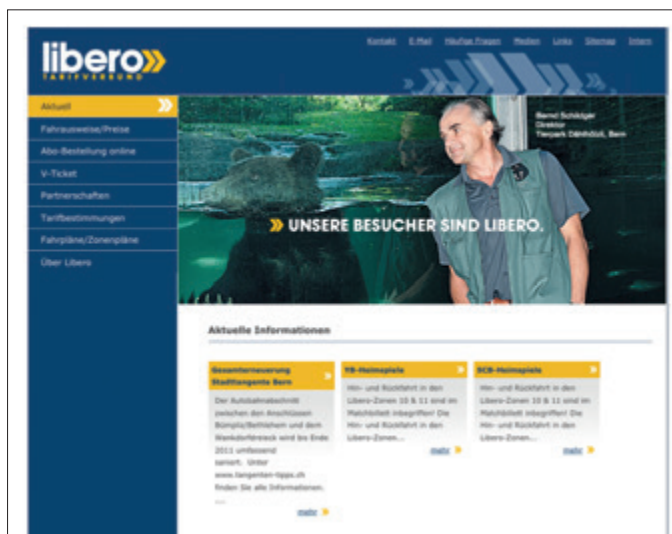 libero
TARIFVERBUND
Kontakt E-Mail Häufige Fragen Medien Links Sitemap Intern
Aktuell
Fahrausweise/Preise
Abo-Bestellung online
V-Ticket
Partnerschaften
Tarifbestimmungen
Fahrpläne/Zonenpläne
Über Libero
Bernd Schildger
Direktor
Tierpark Dählhölzli, Bern
» UNSERE BESUCHER SIND LIBERO.
Aktuelle Informationen
Gesamterneuerung
Stadttangente Bern
Der Autobahnabschnitt
zwischen den Anschlüssen
Bümpliz/Bethlehem und dem
Wankdorfdreieck wird bis Ende
2011 umfassend
saniert. Unter
www.tangenten-tipps.ch
finden Sie alle Informationen.
....
mehr »
YB-Heimspiele
Hin- und Rückfahrt in den
Libero-Zonen 10 & 11 sind im
Matchbillett inbegriffen! Die
Hin- und Rückfahrt in den
Libero-Zonen...
mehr »
SCB-Heimspiele
Hin- und Rückfahrt in den
Libero-Zonen 10 & 11 sind im
Matchbillett inbegriffen! Die
Hin- und Rückfahrt in den
Libero-Zonen...
mehr »